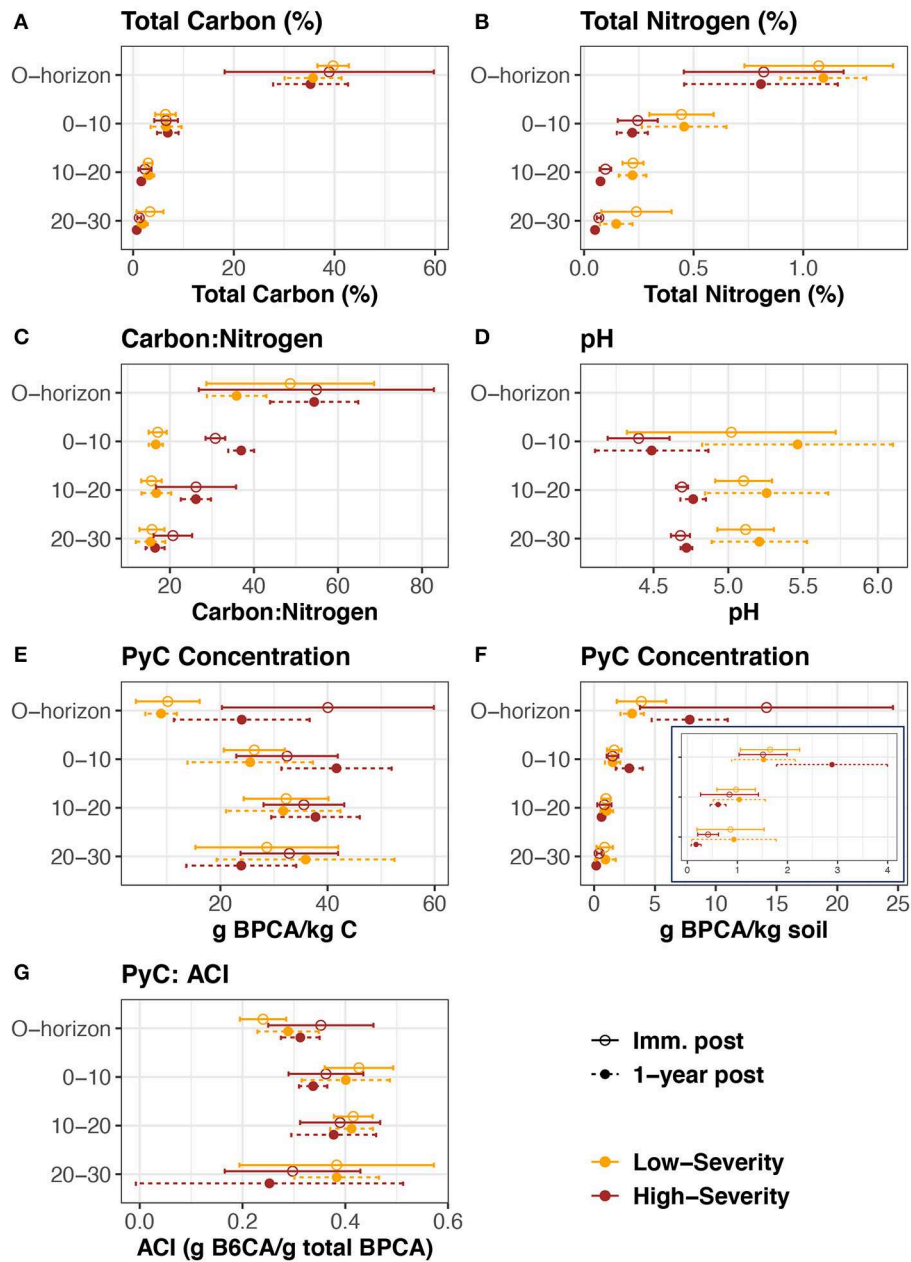 A Total Carbon (%)
B Total Nitrogen (%)
O−horizon
0−10
10−20
20−30
0 20 40 60
Total Carbon (%)
O−horizon
0−10
10−20
20−30
0.0 0.5 1.0
Total Nitrogen (%)
C Carbon:Nitrogen
D pH
O−horizon
0−10
10−20
20−30
20 40 60 80
Carbon:Nitrogen
O−horizon
0−10
10−20
20−30
4.5 5.0 5.5 6.0
pH
E PyC Concentration
F PyC Concentration
O−horizon
0−10
10−20
20−30
20 40 60
g BPCA/kg C
O−horizon
0−10
10−20
20−30
0 5 10 15 20 25
g BPCA/kg soil
0 1 2 3 4
G PyC: ACI
O−horizon
0−10
10−20
20−30
0.0 0.2 0.4 0.6
ACI (g B6CA/g total BPCA)
Imm. post
1−year post
Low−Severity
High−Severity